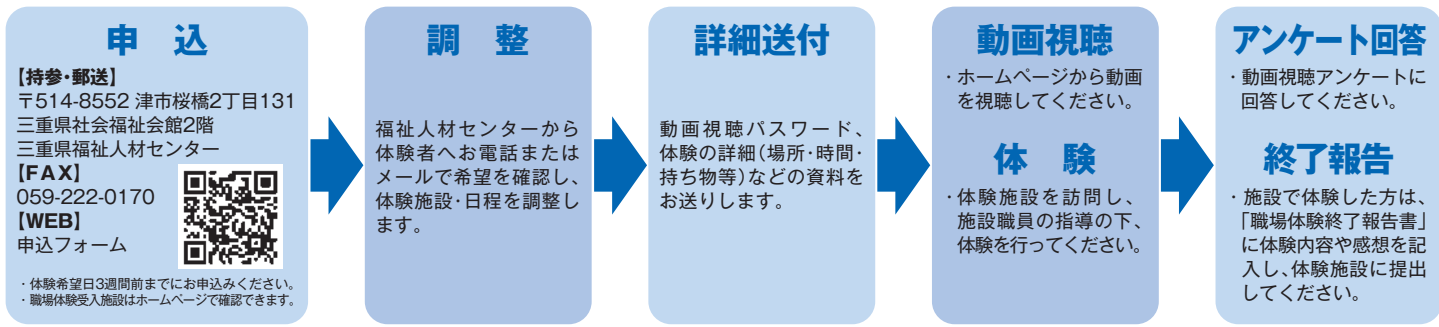 申　込
【持参・郵送】
〒514-8552 津市桜橋2丁目131
三重県社会福祉会館2階
三重県福祉人材センター
【FAX】
059-222-0170
【WEB】
申込フォーム
・体験希望日3週間前までにお申込みください。
・職場体験受入施設はホームページで確認できます。
調　整
福祉人材センターから
体験者へお電話または
メールで希望を確認し、
体験施設・日程を調整し
ます。
詳細送付
動画視聴パスワード、
体験の詳細（場所・時間・
持ち物等）などの資料を
お送りします。
動画視聴
・ホームページから動画
を視聴してください。
体　験
・体験施設を訪問し、
施設職員の指導の下、
体験を行ってください。
アンケート回答
・動画視聴アンケートに
回答してください。
終了報告
・施設で体験した方は、
「職場体験終了報告書」
に体験内容や感想を記
入し、体験施設に提出
してください。